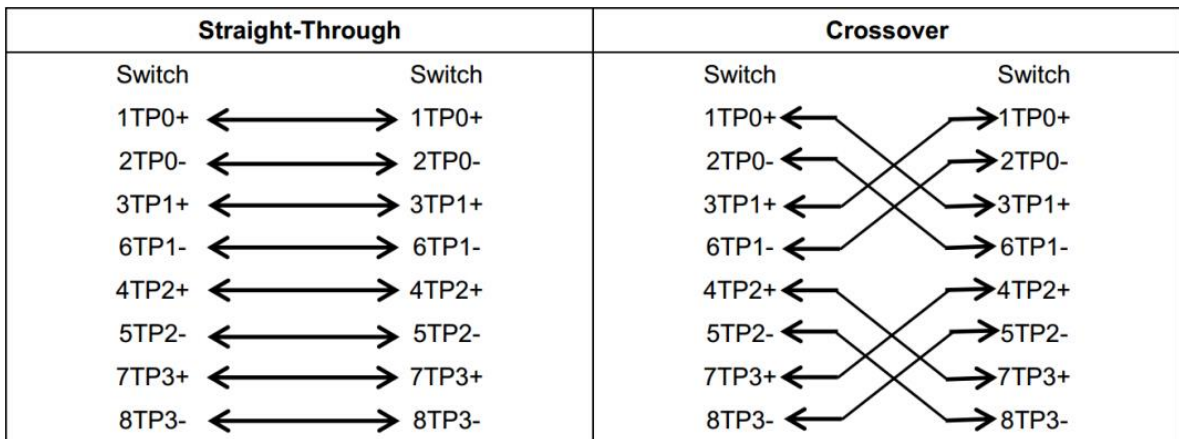 Straight-Through Crossover
Switch Switch Switch Switch
1TP0+ 1TP0+ 1TP0+ 1TP0+
2TP0- 2TP0- 2TP0- 2TP0-
3TP1+ 3TP1+ 3TP1+ 3TP1+
6TP1- 6TP1- 6TP1- 6TP1-
4TP2+ 4TP2+ 4TP2+ 4TP2+
5TP2- 5TP2- 5TP2- 5TP2-
7TP3+ 7TP3+ 7TP3+ 7TP3+
8TP3- 8TP3- 8TP3- 8TP3-